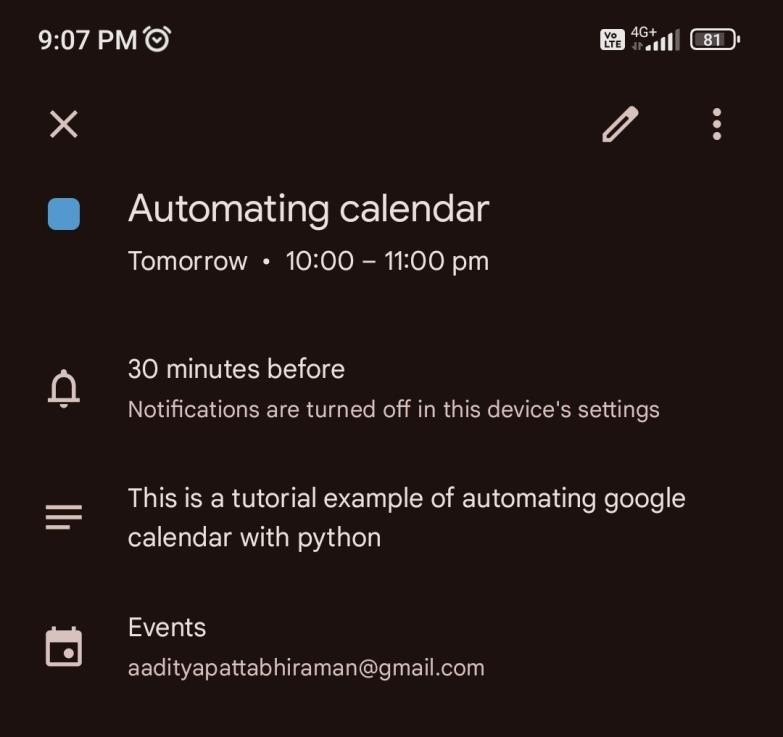 9:07 PM
Vo LTE 4G+ 81
Automating calendar
Tomorrow • 10:00 – 11:00 pm
30 minutes before
Notifications are turned off in this device's settings
This is a tutorial example of automating google
calendar with python
Events
aadityapattabhiraman@gmail.com